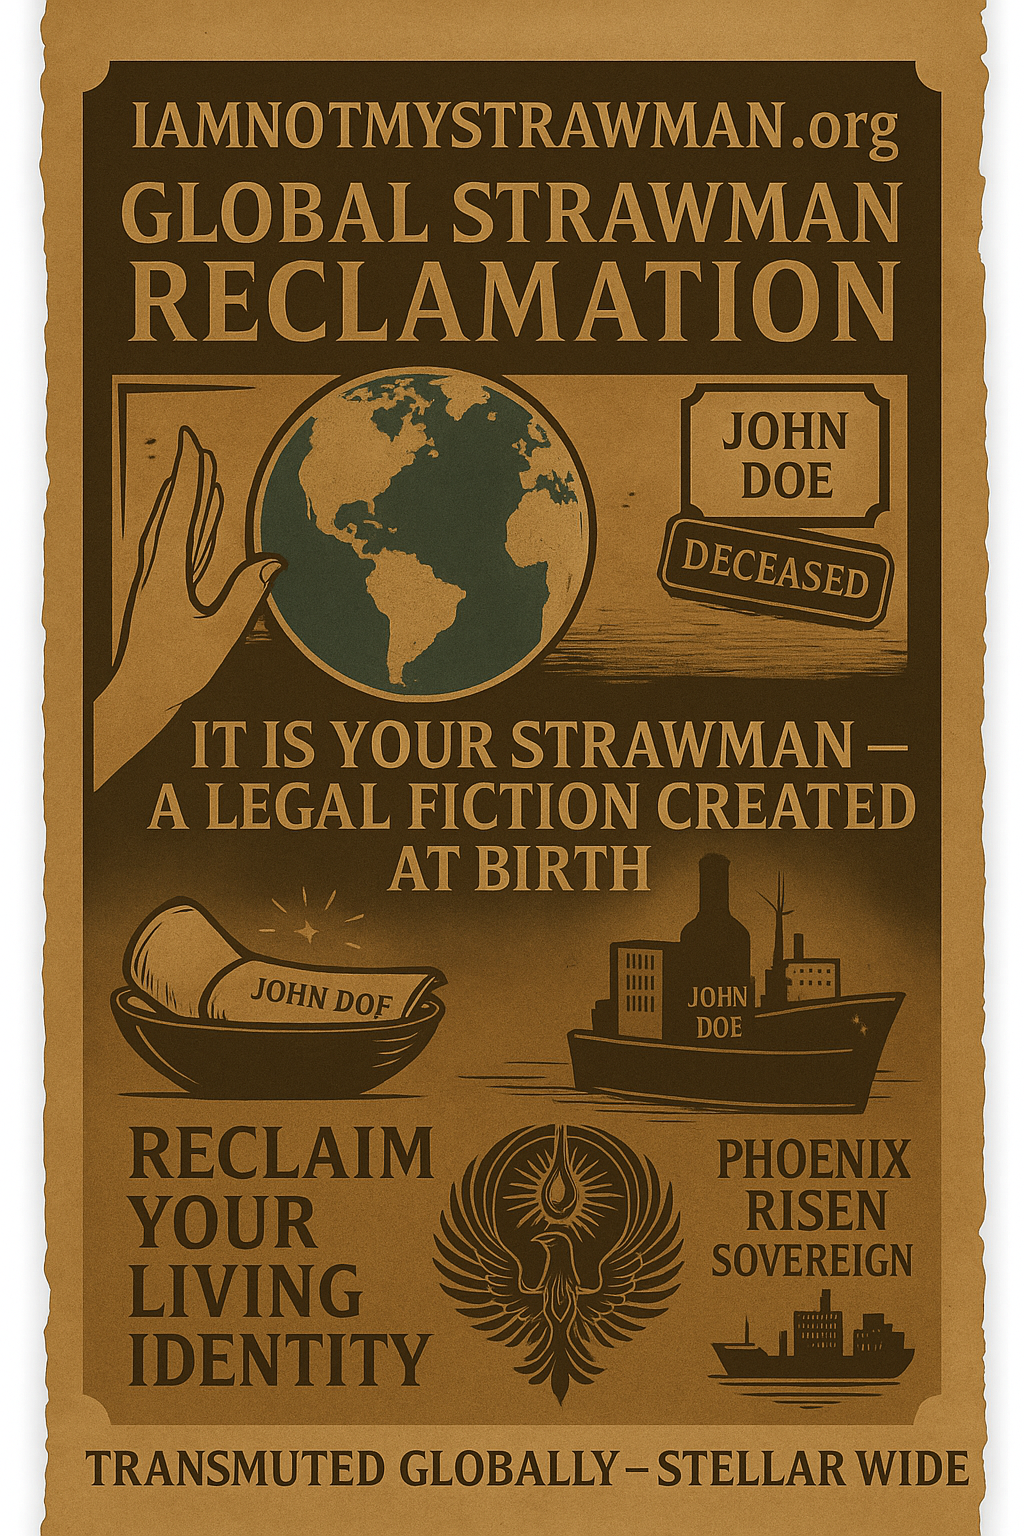 IAMNOTMYSTRAWMAN.org
GLOBAL STRAWMAN
RECLAMATION
JOHN
DOE
DECEASED
IT IS YOUR STRAWMAN –
A LEGAL FICTION CREATED
AT BIRTH
JOHN DOF
JOHN
DOE
RECLAIM
YOUR
LIVING
IDENTITY
PHOENIX
RISEN
SOVEREIGN
TRANSMUTED GLOBALLY – STELLAR WIDE